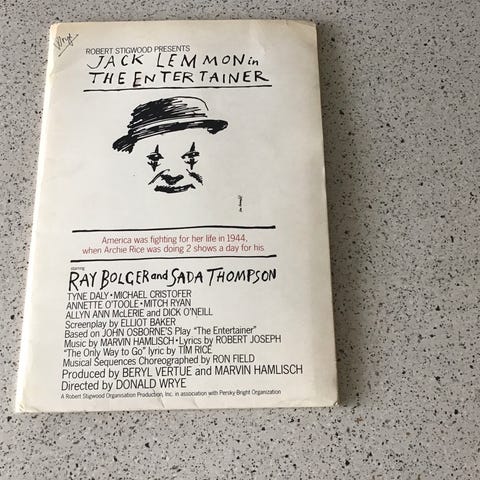 Wrye
ROBERT STIGWOOD PRESENTS
JACK LEMMON in
THE ENTERTAINER
America was fighting for her life in 1944,
when Archie Rice was doing 2 shows a day for his
starring
RAY BOLGER and SADA THOMPSON
TYNE DALY • MICHAEL CRISTOFER
ANNETTE O'TOOLE • MITCH RYAN
ALLYN ANN McLERIE and DICK O'NEILL
Screenplay by ELLIOT BAKER
Based on JOHN OSBORNE'S Play "The Entertainer"
Music by MARVIN HAMLISCH • Lyrics by ROBERT JOSEPH
"The Only Way to Go" lyric by TIM RICE
Musical Sequences Choreographed by RON FIELD
Produced by BERYL VERTUE and MARVIN HAMLISCH
Directed by DONALD WRYE
A Robert Stigwood Organisation Production, Inc. in association with Persky-Bright Organization